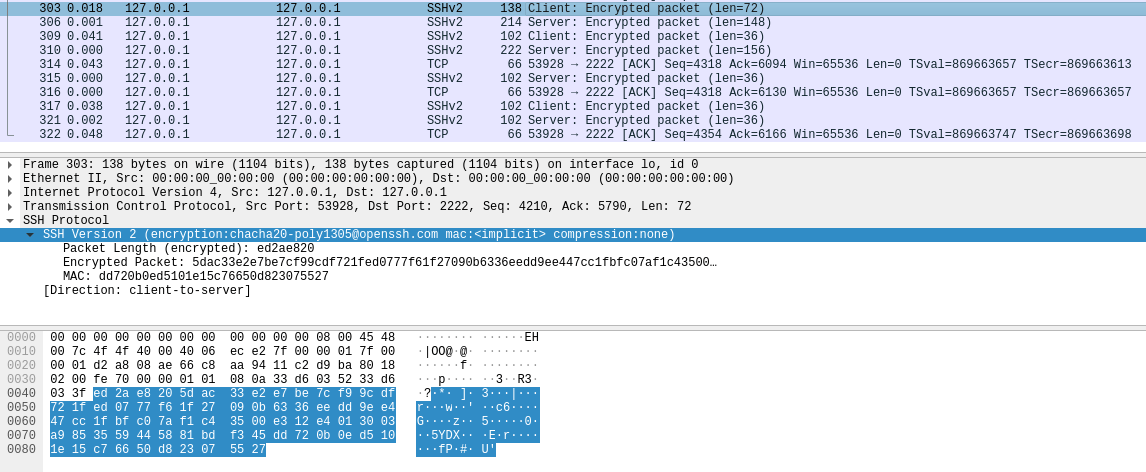 303 0.018 127.0.0.1 127.0.0.1 SSHv2 138 Client: Encrypted packet (len=72)
306 0.001 127.0.0.1 127.0.0.1 SSHv2 214 Server: Encrypted packet (len=148)
309 0.041 127.0.0.1 127.0.0.1 SSHv2 102 Client: Encrypted packet (len=36)
310 0.000 127.0.0.1 127.0.0.1 SSHv2 222 Server: Encrypted packet (len=156)
314 0.043 127.0.0.1 127.0.0.1 TCP 66 53928 → 2222 [ACK] Seq=4318 Ack=6094 Win=65536 Len=0 TSval=869663657 TSecr=869663613
315 0.000 127.0.0.1 127.0.0.1 SSHv2 102 Server: Encrypted packet (len=36)
316 0.000 127.0.0.1 127.0.0.1 TCP 66 53928 → 2222 [ACK] Seq=4318 Ack=6130 Win=65536 Len=0 TSval=869663657 TSecr=869663657
317 0.038 127.0.0.1 127.0.0.1 SSHv2 102 Client: Encrypted packet (len=36)
321 0.002 127.0.0.1 127.0.0.1 SSHv2 102 Server: Encrypted packet (len=36)
322 0.048 127.0.0.1 127.0.0.1 TCP 66 53928 → 2222 [ACK] Seq=4354 Ack=6166 Win=65536 Len=0 TSval=869663747 TSecr=869663698
Frame 303: 138 bytes on wire (1104 bits), 138 bytes captured (1104 bits) on interface lo, id 0
Ethernet II, Src: 00:00:00_00:00:00 (00:00:00:00:00:00), Dst: 00:00:00_00:00:00 (00:00:00:00:00:00)
Internet Protocol Version 4, Src: 127.0.0.1, Dst: 127.0.0.1
Transmission Control Protocol, Src Port: 53928, Dst Port: 2222, Seq: 4210, Ack: 5790, Len: 72
SSH Protocol
SSH Version 2 (encryption:chacha20-poly1305@openssh.com mac:<implicit> compression:none)
Packet Length (encrypted): ed2ae820
Encrypted Packet: 5dac33e2e7be7cf99cdf721fed0777f61f27090b6336eedd9ee447cc1fbfc07af1c43500…
MAC: dd720b0ed5101e15c76650d823075527
[Direction: client-to-server]
0000 00 00 00 00 00 00 00 00 00 00 00 00 08 00 45 48 ········ ······EH
0010 00 7c 4f 4f 40 00 40 06 ec e2 7f 00 00 01 7f 00 ·|OO@·@· ········
0020 00 01 d2 a8 08 ae 66 c8 aa 94 11 c2 d9 ba 80 18 ······f· ········
0030 02 00 fe 70 00 00 01 01 08 0a 33 d6 03 52 33 d6 ···p···· ··3··R3·
0040 03 3f ed 2a e8 20 5d ac 33 e2 e7 be 7c f9 9c df ·?·*· ]· 3···|···
0050 72 1f ed 07 77 f6 1f 27 09 0b 63 36 ee dd 9e e4 r···w··' ··c6····
0060 47 cc 1f bf c0 7a f1 c4 35 00 e3 12 e4 01 30 03 G····z·· 5·····0·
0070 a9 85 35 59 44 58 81 bd f3 45 dd 72 0b 0e d5 10 ··5YDX·· ·E·r····
0080 1e 15 c7 66 50 d8 23 07 55 27 ···fP·#· U'